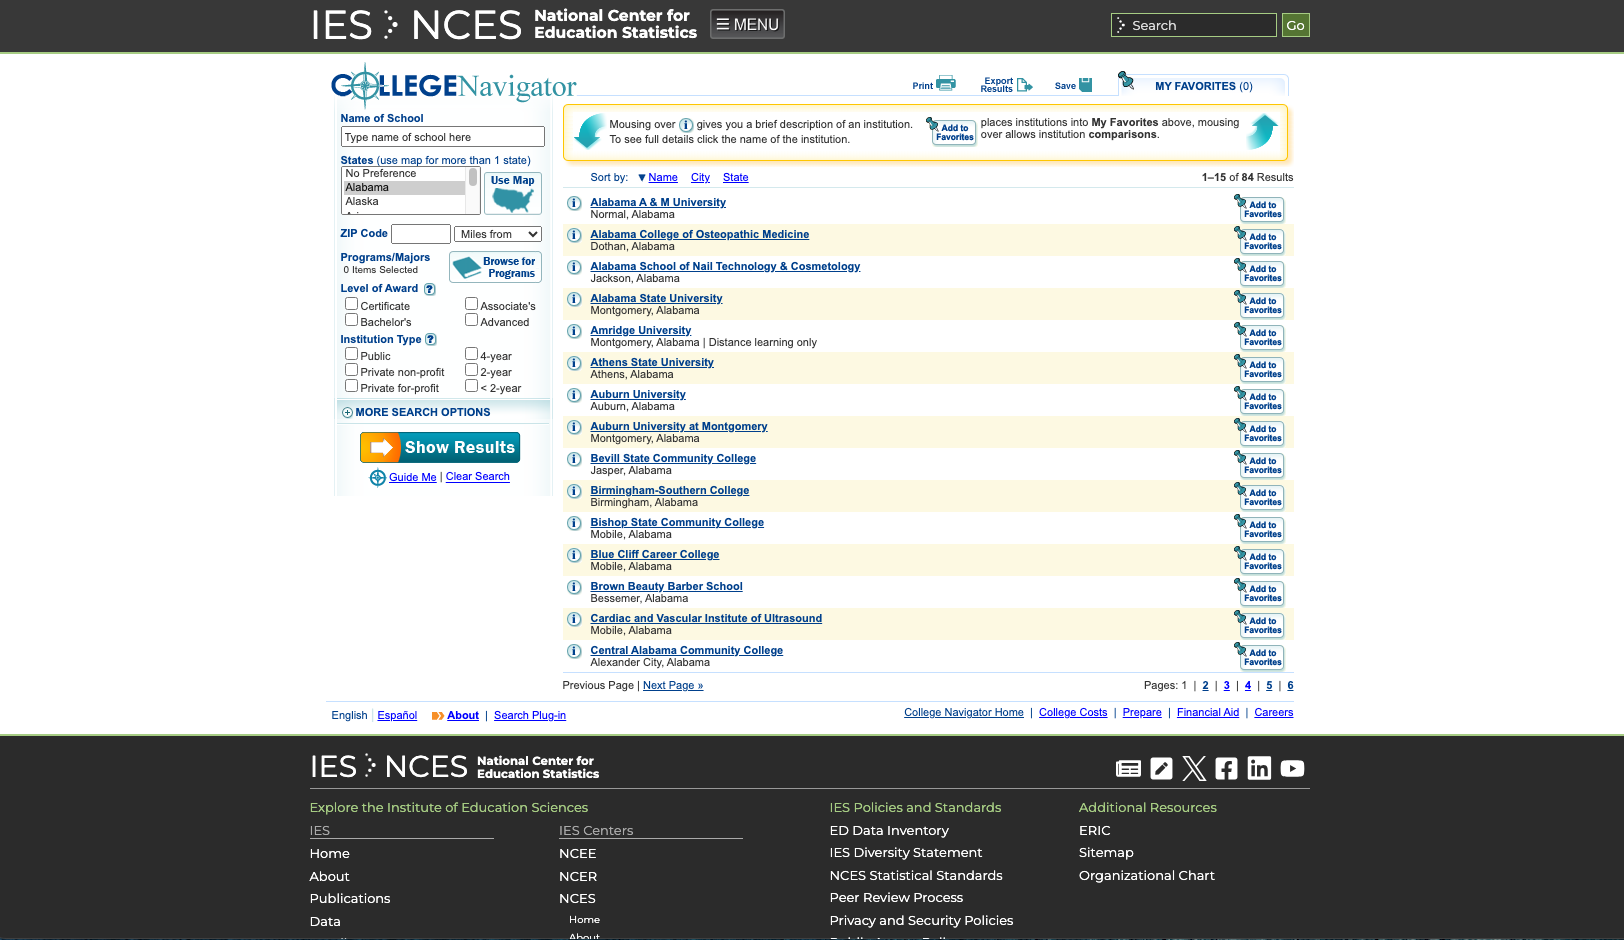 IES NCES National Center for Education Statistics
☰ MENU
Search
Go
COLLEGE Navigator
Print
Export Results
Save
MY FAVORITES (0)
Name of School
Type name of school here
States (use map for more than 1 state)
No Preference
Alabama
Alaska
Use Map
ZIP Code
Miles from
Programs/Majors
0 Items Selected
Browse for Programs
Level of Award ?
Certificate
Associate's
Bachelor's
Advanced
Institution Type ?
Public
4-year
Private non-profit
2-year
Private for-profit
< 2-year
MORE SEARCH OPTIONS
Show Results
Guide Me | Clear Search
Mousing over i gives you a brief description of an institution.
To see full details click the name of the institution.
Add to Favorites
places institutions into My Favorites above, mousing
over allows institution comparisons.
Sort by: ▼Name City State
1–15 of 84 Results
i Alabama A & M University
Normal, Alabama
Add to Favorites
i Alabama College of Osteopathic Medicine
Dothan, Alabama
Add to Favorites
i Alabama School of Nail Technology & Cosmetology
Jackson, Alabama
Add to Favorites
i Alabama State University
Montgomery, Alabama
Add to Favorites
i Amridge University
Montgomery, Alabama | Distance learning only
Add to Favorites
i Athens State University
Athens, Alabama
Add to Favorites
i Auburn University
Auburn, Alabama
Add to Favorites
i Auburn University at Montgomery
Montgomery, Alabama
Add to Favorites
i Bevill State Community College
Jasper, Alabama
Add to Favorites
i Birmingham-Southern College
Birmingham, Alabama
Add to Favorites
i Bishop State Community College
Mobile, Alabama
Add to Favorites
i Blue Cliff Career College
Mobile, Alabama
Add to Favorites
i Brown Beauty Barber School
Bessemer, Alabama
Add to Favorites
i Cardiac and Vascular Institute of Ultrasound
Mobile, Alabama
Add to Favorites
i Central Alabama Community College
Alexander City, Alabama
Add to Favorites
Previous Page | Next Page »
Pages: 1 | 2 | 3 | 4 | 5 | 6
English | Español About | Search Plug-in
College Navigator Home | College Costs | Prepare | Financial Aid | Careers
IES NCES National Center for Education Statistics
Explore the Institute of Education Sciences
IES
Home
About
Publications
Data
IES Centers
NCEE
NCER
NCES
Home
About
IES Policies and Standards
ED Data Inventory
IES Diversity Statement
NCES Statistical Standards
Peer Review Process
Privacy and Security Policies
Additional Resources
ERIC
Sitemap
Organizational Chart